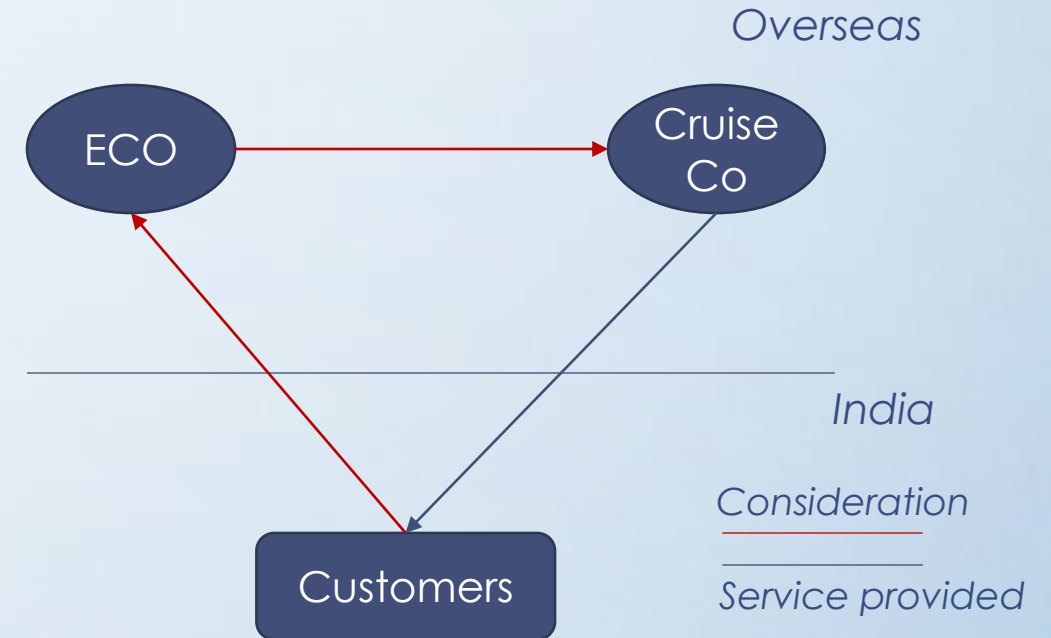 Overseas
ECO
Cruise
Co
India
Consideration
Service provided
Customers